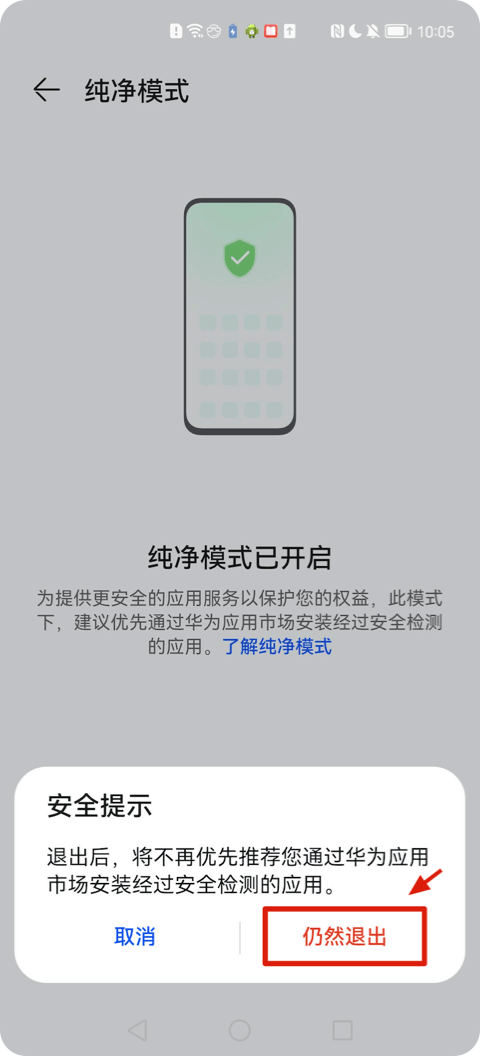 10:05
纯净模式
纯净模式已开启
为提供更安全的应用服务以保护您的权益，此模式
下，建议优先通过华为应用市场安装经过安全检测
的应用。了解纯净模式
安全提示
退出后，将不再优先推荐您通过华为应用
市场安装经过安全检测的应用。
取消
仍然退出